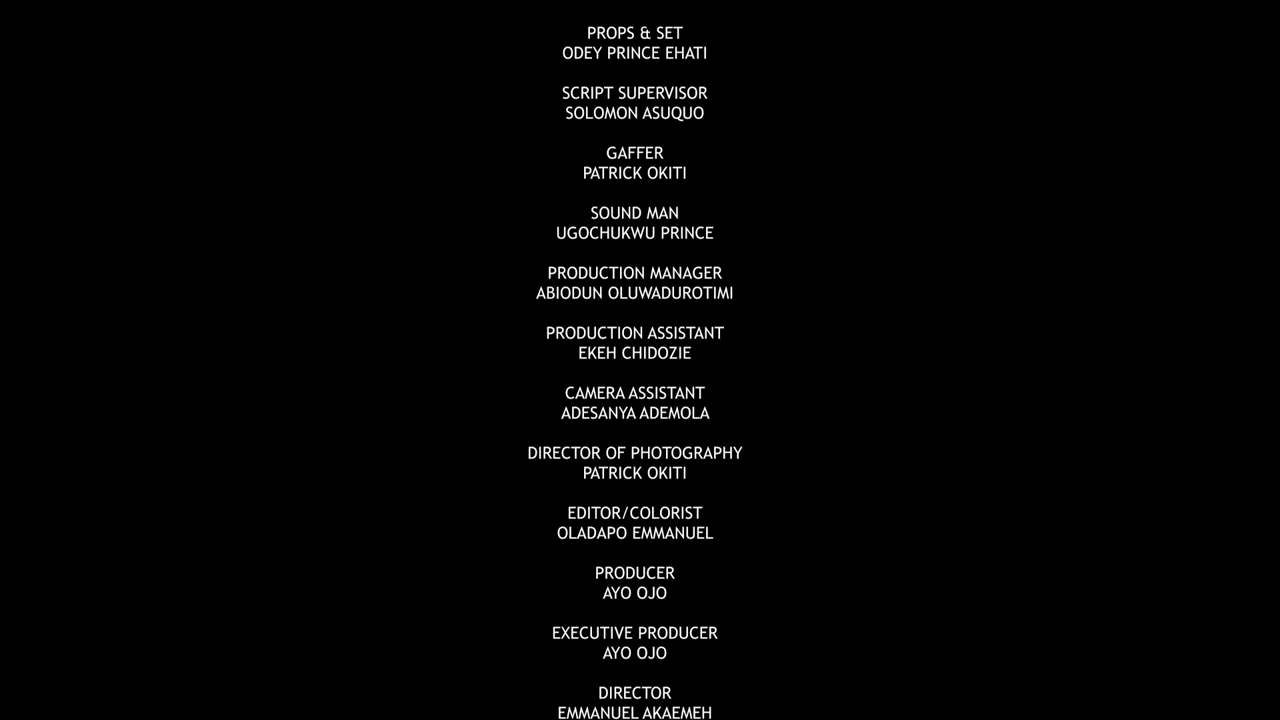 PROPS & SET
ODEY PRINCE EHATI
SCRIPT SUPERVISOR
SOLOMON ASUQUO
GAFFER
PATRICK OKITI
SOUND MAN
UGOCHUKWU PRINCE
PRODUCTION MANAGER
ABIODUN OLUWADUROTIMI
PRODUCTION ASSISTANT
EKEH CHIDOZIE
CAMERA ASSISTANT
ADESANYA ADEMOLA
DIRECTOR OF PHOTOGRAPHY
PATRICK OKITI
EDITOR/COLORIST
OLADAPO EMMANUEL
PRODUCER
AYO OJO
EXECUTIVE PRODUCER
AYO OJO
DIRECTOR
EMMANUEL AKAEMEH